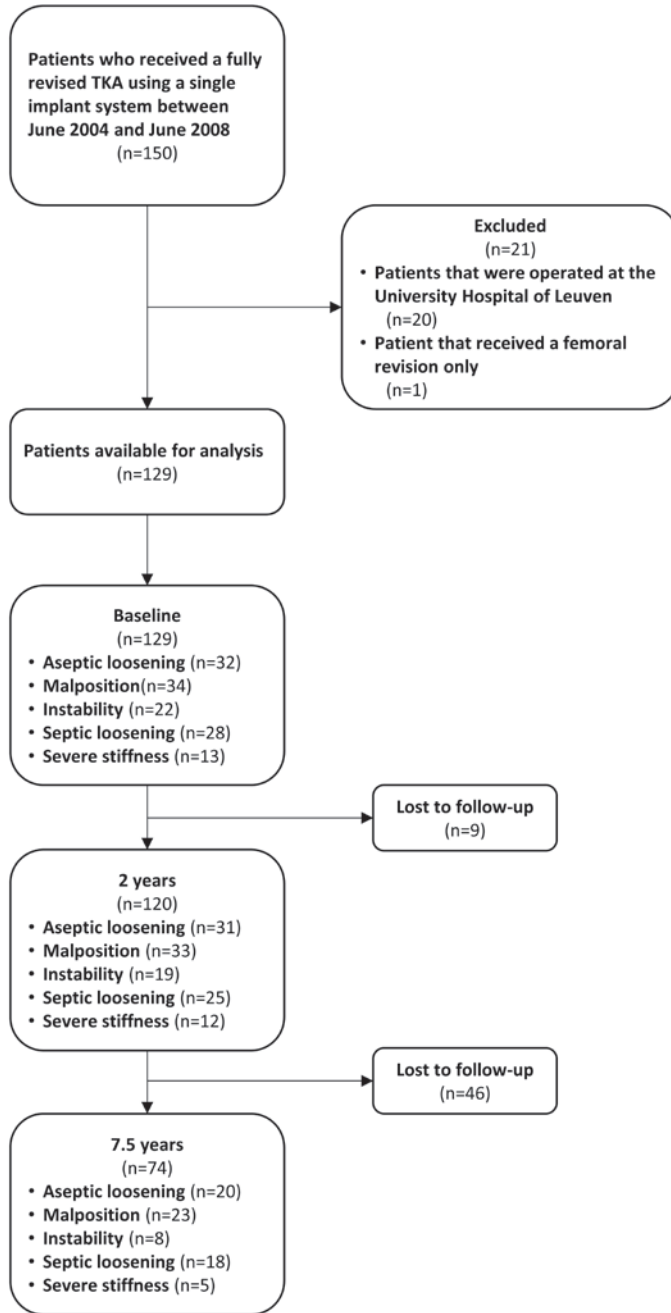 Patients who received a fully
revised TKA using a single
implant system between
June 2004 and June 2008
(n=150)
Excluded
(n=21)
• Patients that were operated at the
University Hospital of Leuven
(n=20)
• Patient that received a femoral
revision only
(n=1)
Patients available for analysis
(n=129)
Baseline
(n=129)
• Aseptic loosening (n=32)
• Malposition(n=34)
• Instability (n=22)
• Septic loosening (n=28)
• Severe stiffness (n=13)
Lost to follow-up
(n=9)
2 years
(n=120)
• Aseptic loosening (n=31)
• Malposition (n=33)
• Instability (n=19)
• Septic loosening (n=25)
• Severe stiffness (n=12)
Lost to follow-up
(n=46)
7.5 years
(n=74)
• Aseptic loosening (n=20)
• Malposition (n=23)
• Instability (n=8)
• Septic loosening (n=18)
• Severe stiffness (n=5)